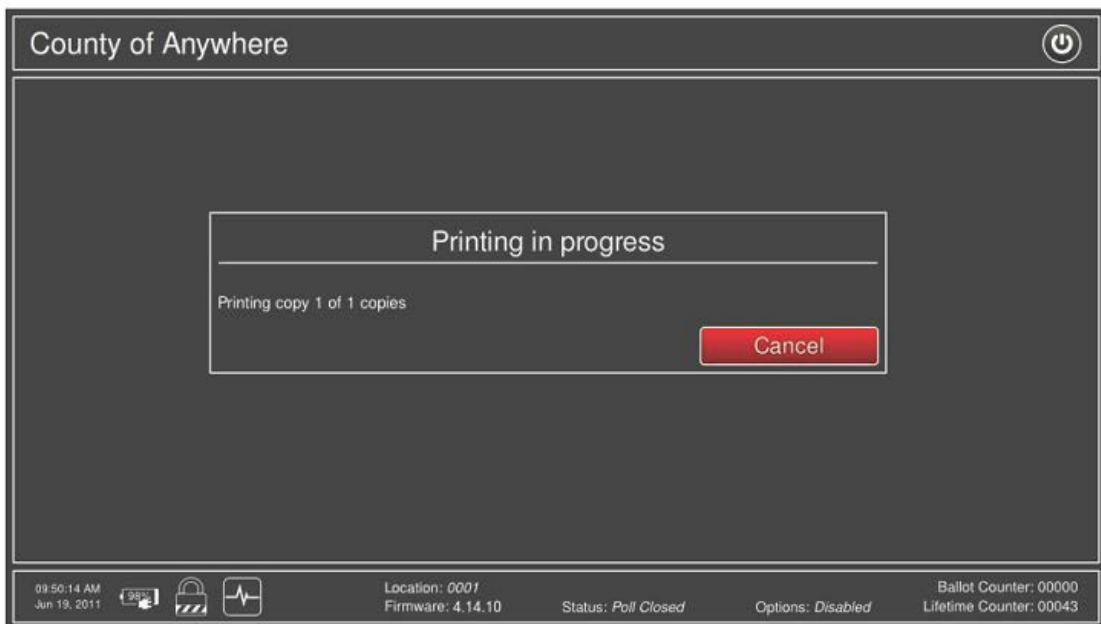 County of Anywhere
Printing in progress
Printing copy 1 of 1 copies
Cancel
09:50:14 AM
Jun 19, 2011
98%
Location: 0001
Firmware: 4.14.10
Status: Poll Closed
Options: Disabled
Ballot Counter: 00000
Lifetime Counter: 00043